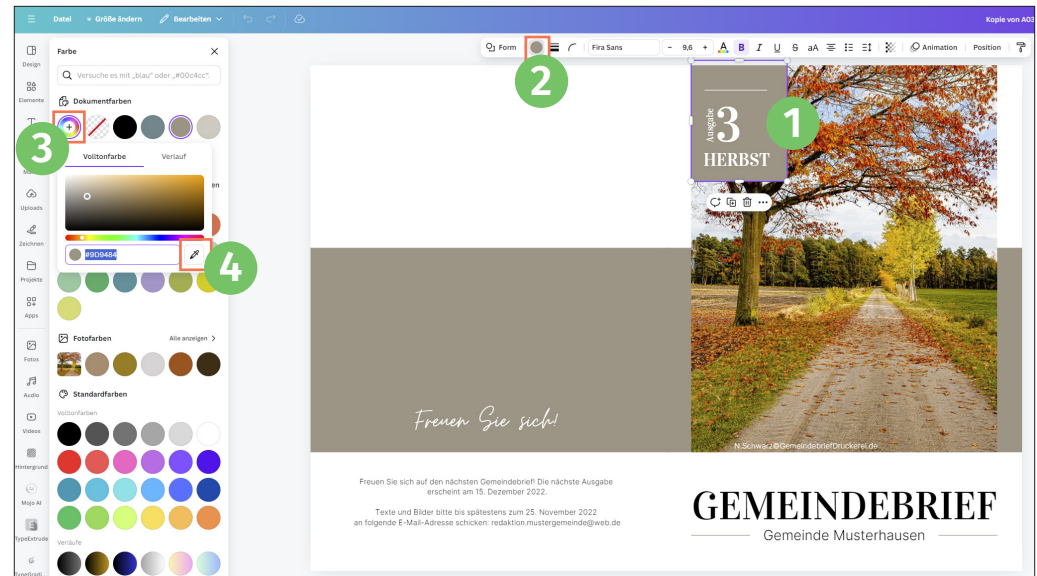 Datei
Größe ändern
Bearbeiten
Kopie von A03
Design
Elemente
Uploads
Zeichnen
Projekte
Apps
Fotos
Audio
Videos
Hintergrund
Mojo AI
TypeExtrude
TypeGradi...
Farbe
Versuche es mit „blau" oder „#00c4cc".
Dokumentfarben
3
Volltonfarbe Verlauf
en
#9D9484
4
Fotofarben Alle anzeigen
Standardfarben
Volltonfarben
Verläufe
Form
2
Fira Sans
- 9,6 +
A B I U S aA
Animation
Position
1
Ausgabe
3
HERBST
Freuen Sie sich!
N.Schwarz©GemeindebriefDruckerei.de
Freuen Sie sich auf den nächsten Gemeindebrief! Die nächste Ausgabe
erscheint am 15. Dezember 2022.
Texte und Bilder bitte bis spätestens zum 25. November 2022
an folgende E-Mail-Adresse schicken: redaktion.mustergemeinde@web.de
GEMEINDEBRIEF
Gemeinde Musterhausen